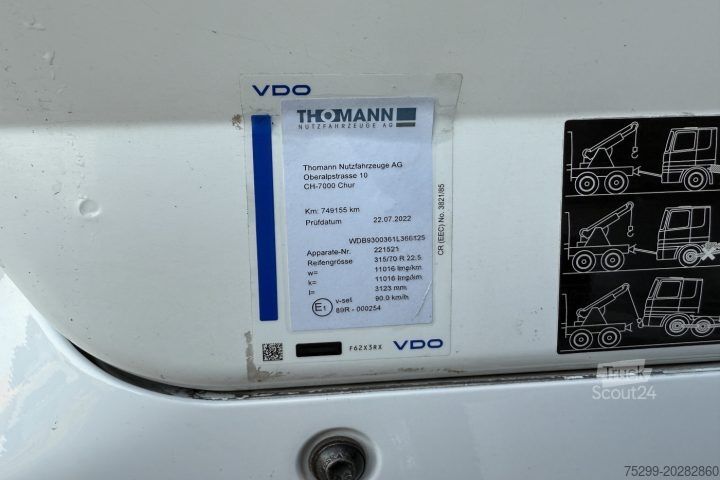 VDO
THOMANN
NUTZFAHRZEUGE AG
Thomann Nutzfahrzeuge AG
Oberalpstrasse 10
CH-7000 Chur
Km: 749155 km
Prüfdatum 22.07.2022
WDB9300361L366125
Apparate-Nr. 221521
Reifengrösse 315/70 R 22.5
w= 11016 Imp/km
k= 11016 Imp/km
l= 3123 mm
v-set 90.0 km/h
E1 89R - 000254
CR (EEC) No. 3821/85
F62X3RX VDO
Truck
Scout24
75299-20282860